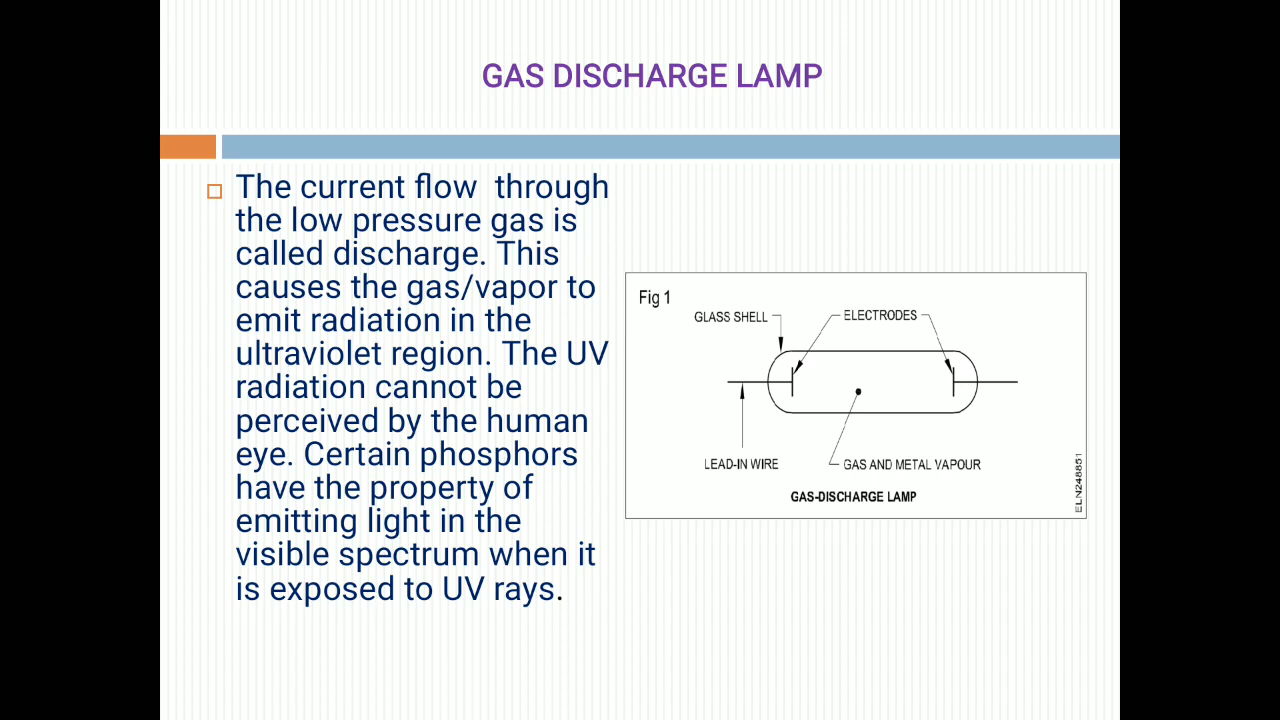 GAS DISCHARGE LAMP
The current flow through
the low pressure gas is
called discharge. This
causes the gas/vapor to
emit radiation in the
ultraviolet region. The UV
radiation cannot be
perceived by the human
eye. Certain phosphors
have the property of
emitting light in the
visible spectrum when it
is exposed to UV rays.
Fig 1
GLASS SHELL
ELECTRODES
LEAD-IN WIRE
GAS AND METAL VAPOUR
GAS-DISCHARGE LAMP
ELN248851